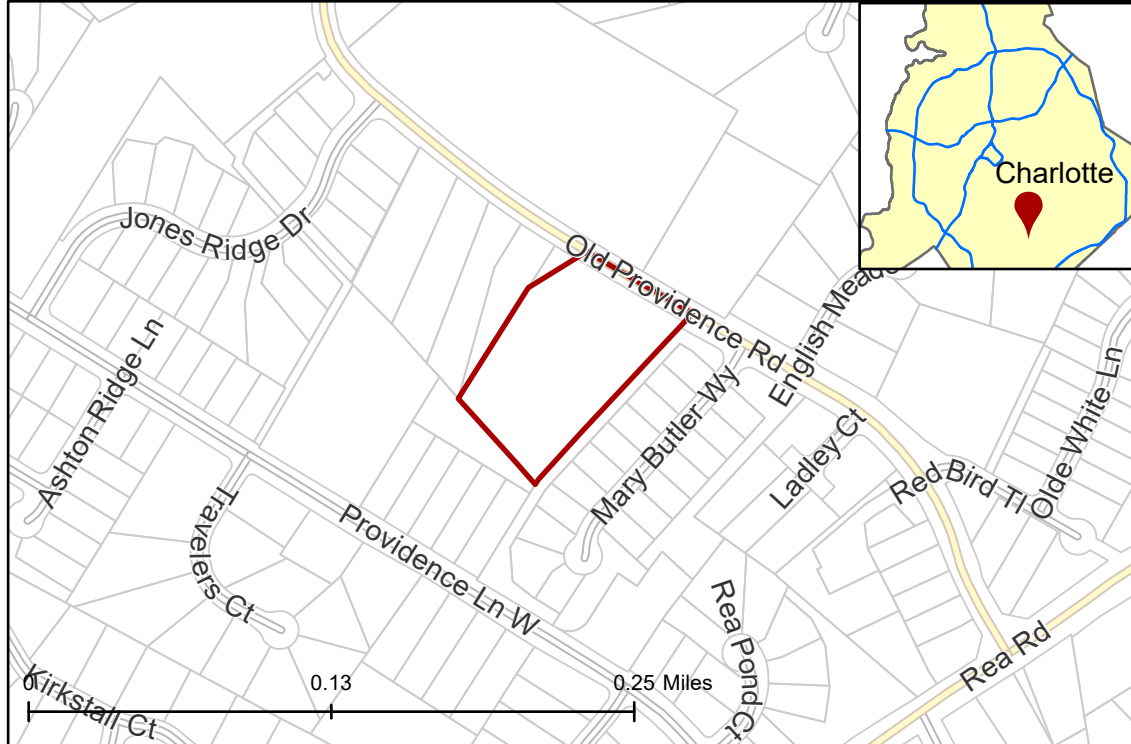 Charlotte
Jones Ridge Dr
Old Providence Rd
English Meado
Ashton Ridge Ln
Mary Butler Wy
Ladley Ct
Olde White Ln
Red Bird Tl
Travelers Ct
Providence Ln W
Rea Pond Ct
Rea Rd
Kirkstall Ct
0
0.13
0.25 Miles